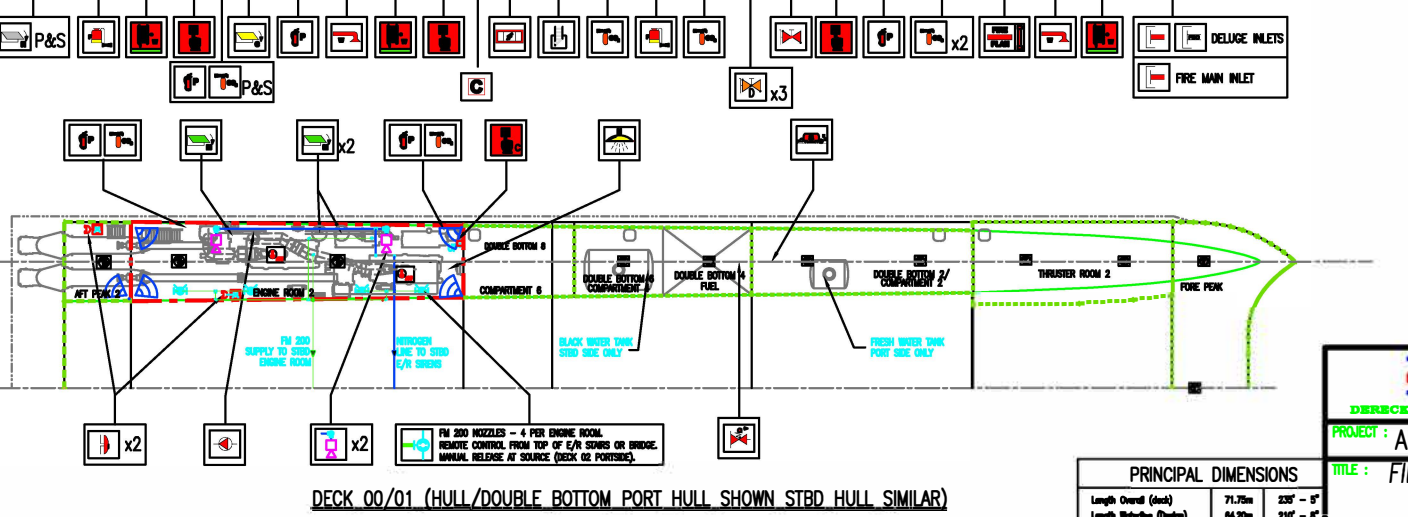 P&S
x2
DELUGE INLETS
FIRE MAIN INLET
FIRE
PLAN
P&S
C
D
x3
x2
DOUBLE BOTTOM 8
COMPARTMENT 6
AFT PEAK 2
ENGINE ROOM 2
DOUBLE BOTTOM 4
FUEL
DOUBLE BOTTOM 2/
COMPARTMENT 2
THRUSTER ROOM 2
FORE PEAK
FM 200
SUPPLY TO STBD
ENGINE ROOM
NITROGEN
LINE TO STBD
E/R SIRENS
BLACK WATER TANK
STBD SIDE ONLY
FRESH WATER TANK
PORT SIDE ONLY
x2
x2
FM 200 NOZZLES - 4 PER ENGINE ROOM.
REMOTE CONTROL FROM TOP OF E/R STAIRS OR BRIDGE.
MANUAL RELEASE AT SOURCE (DECK 02 PORTSIDE).
DECK 00/01 (HULL/DOUBLE BOTTOM PORT HULL SHOWN STBD HULL SIMILAR)
PRINCIPAL DIMENSIONS
Length Overall (deck) 71.75m 235' - 5"
PROJECT : A
TITLE :